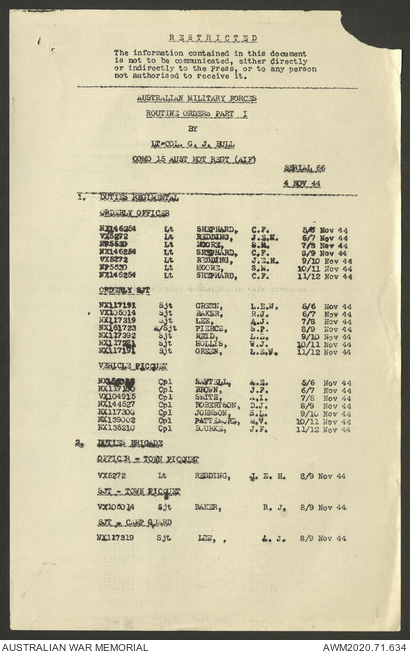 RESTRICTED
The information contained in this document
is not to be communicated, either directly
or indirectly to the Press, or to any person
not authorised to receive it.
AUSTRALIAN MILITARY FORCES
ROUTINE ORDERS PART I
BY
LT-COL. G. J. BULL
COMD 15 AUST MOT REGT (AIF)
SERIAL 66
4 NOV 44
1. DUTIES REGIMENTAL
ORDERLY OFFICER
NX146254 Lt SHEPHARD, C.F. 5/6 Nov 44
VX5272 Lt REDDING, J.E.H. 6/7 Nov 44
NP5530 Lt MOORE, S.M. 7/8 Nov 44
NX146254 Lt SHEPHARD, C.F. 8/9 Nov 44
VX5272 Lt REDDING, J.E.H. 9/10 Nov 44
NP5530 Lt MOORE, S.M. 10/11 Nov 44
NX146254 Lt SHEPHARD, C.F. 11/12 Nov 44
ORDERLY SJT
NX117191 Sjt GREEN, L.E.W. 5/6 Nov 44
VX105014 Sjt BAKER, R.J. 6/7 Nov 44
NX117319 Sjt LEE, A.J. 7/8 Nov 44
NX161723 A/Sjt PIERCE, S.P. 8/9 Nov 44
NX117392 Sjt REID, L.E. 9/10 Nov 44
Sjt HOLLIS, W.J. 10/11 Nov 44
NX117191 Sjt GREEN, L.E.W. 11/12 Nov 44
VEHICLE PICQUET
Cpl SAWTELL, A.E. 5/6 Nov 44
NX117130 Cpl BROWN, J.F. 6/7 Nov 44
VX104915 Cpl SMITH, 7/8 Nov 44
NX144527 Cpl ROBERTSON, D.J. 8/9 Nov 44
NX117306 Cpl JOHNSON, S.L. 9/10 Nov 44
NX139002 Cpl M.W. 10/11 Nov 44
NX135210 Cpl BOURKE, J.F. 11/12 Nov 44
2. DUTIES BRIGADE
OFFICER - TOWN PICQUET
VX5272 Lt REDDING, J. E. H. 8/9 Nov 44
SJT - TOWN PICQUET
VX105014 Sjt BAKER, R. J. 8/9 Nov 44
SJT - CAMP GUARD
NX117319 Sjt LEE, A. J. 8/9 Nov 44
AUSTRALIAN WAR MEMORIAL AWM2020.71.634